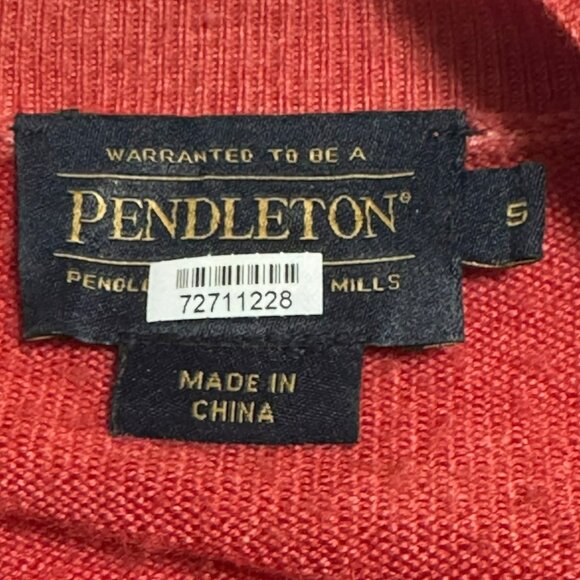 WARRANTED TO BE A
PENDLETON®
S
MILLS
72711228
MADE IN
CHINA